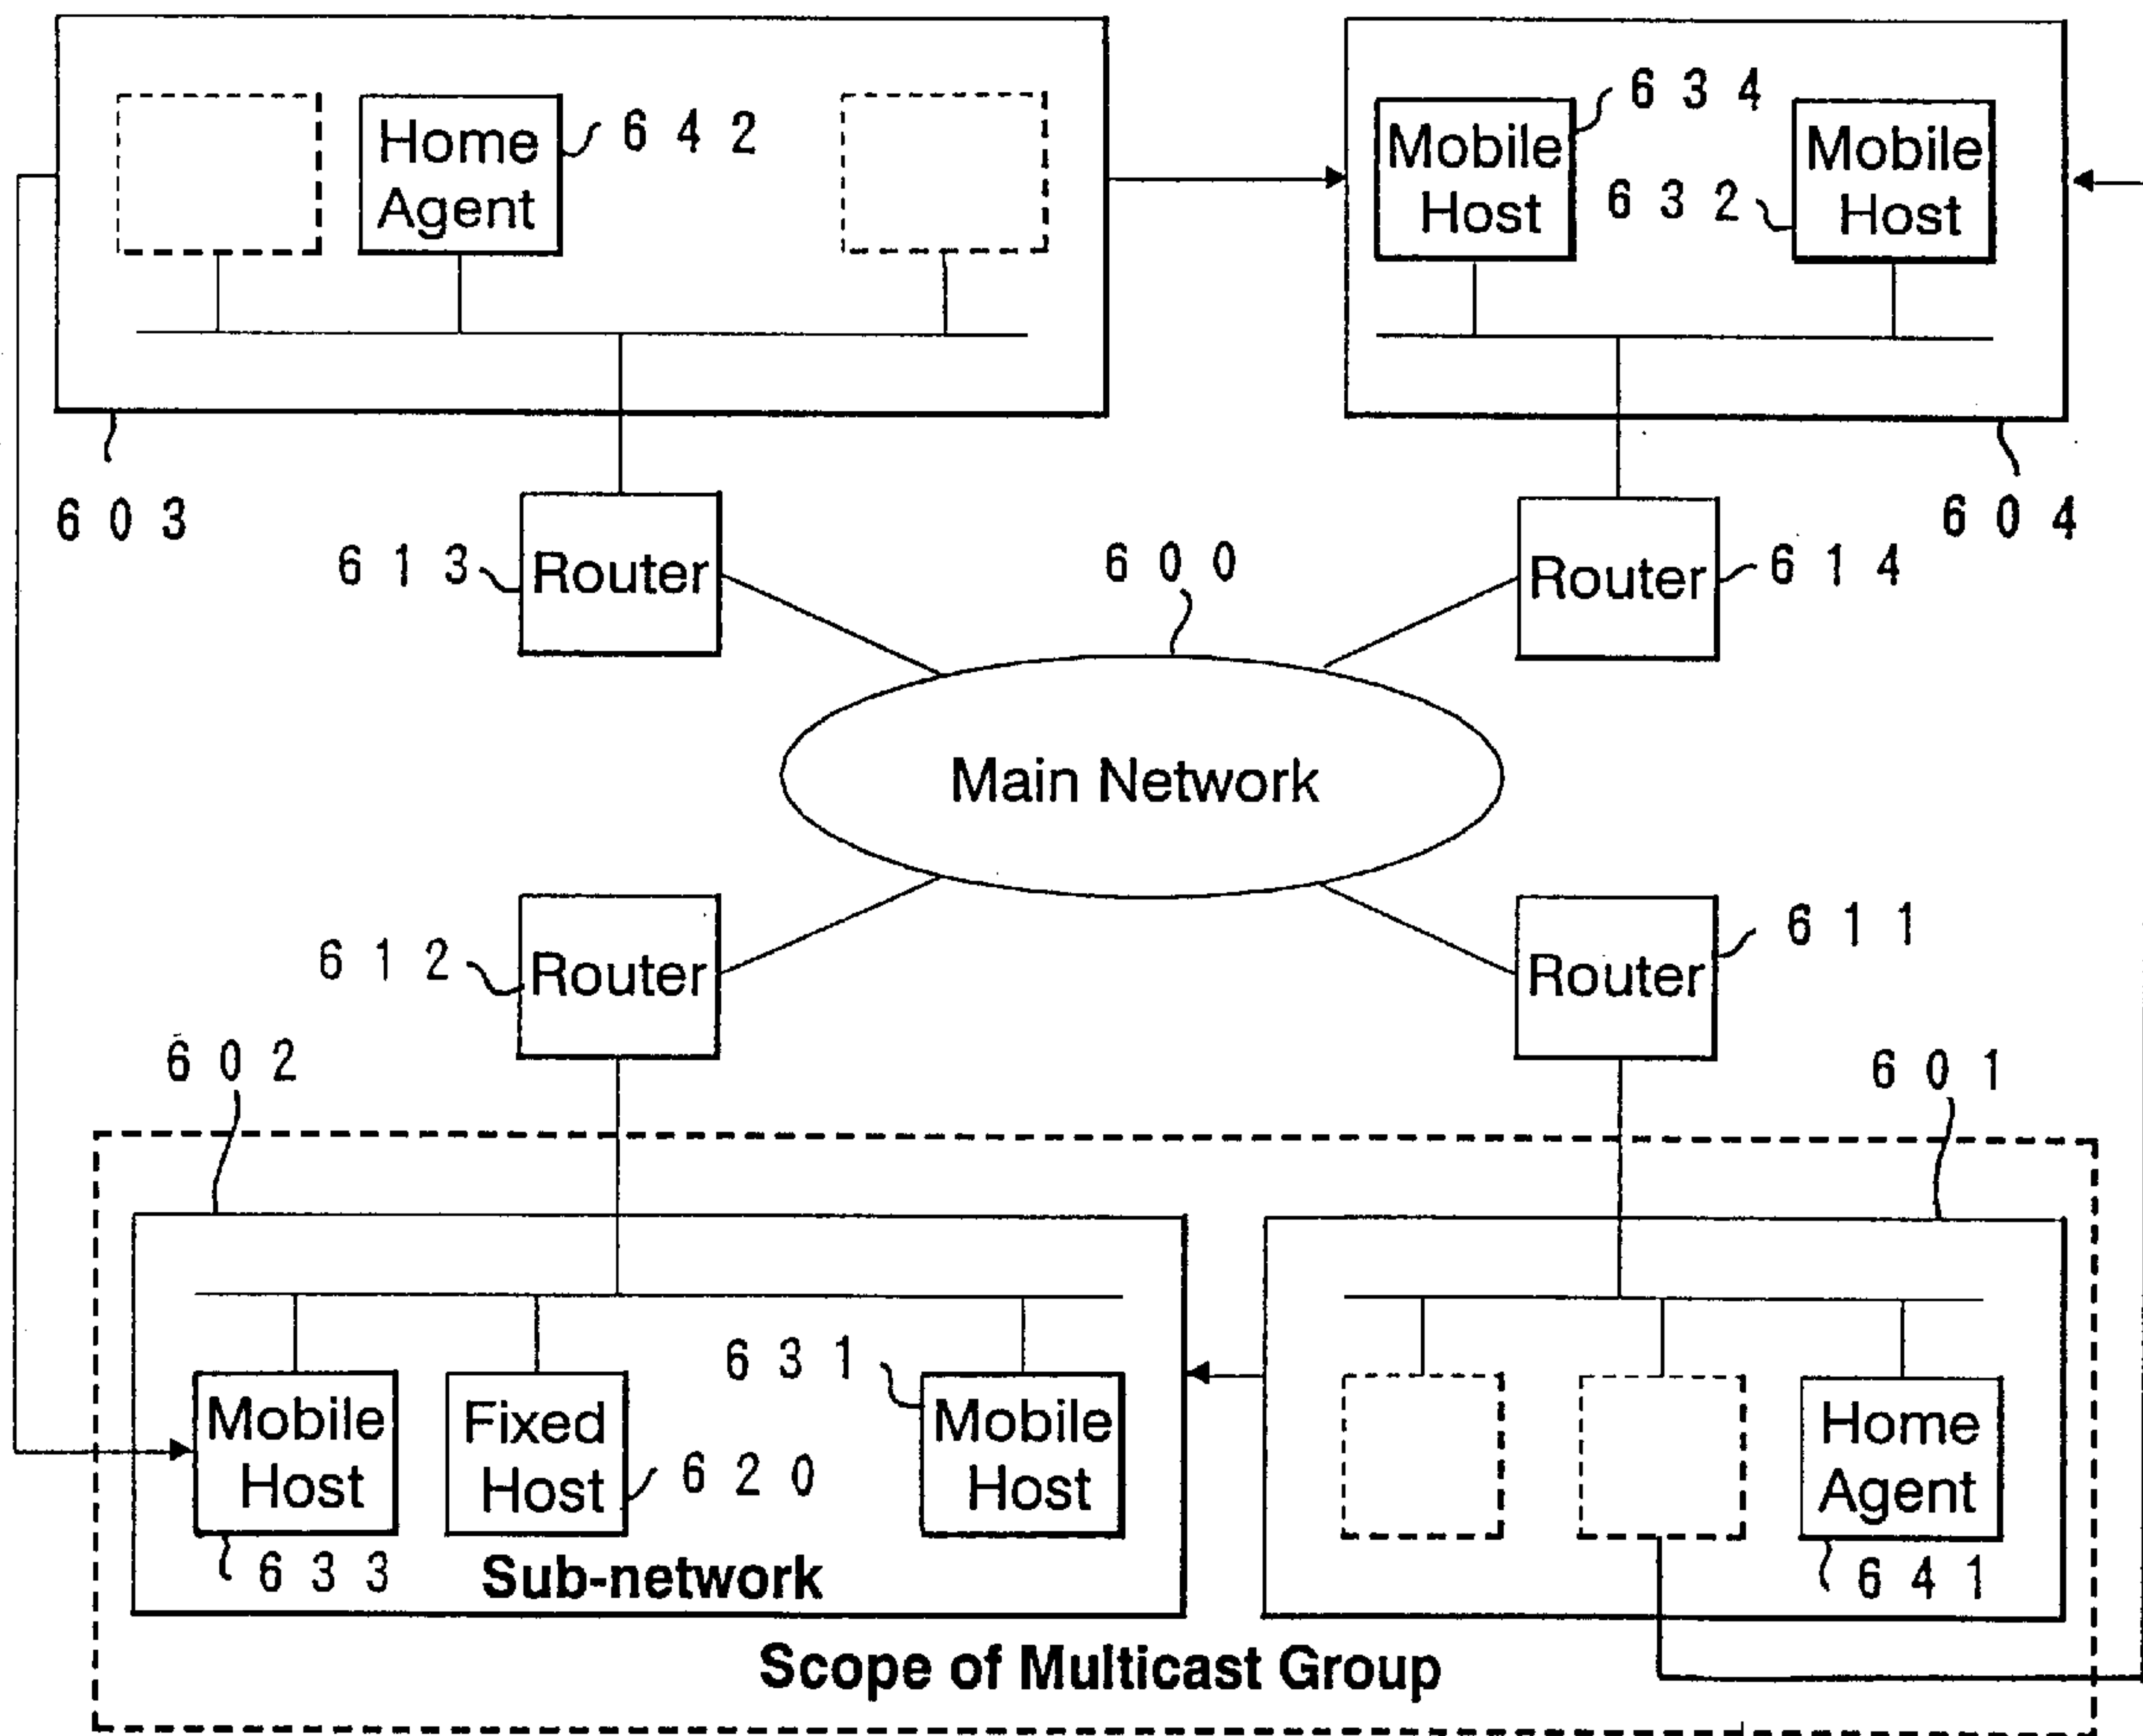 Home
Agent
6 4 2
Mobile
Host
6 3 4
6 3 2
Mobile
Host
6 0 3
6 0 4
6 1 3
Router
6 0 0
Router
6 1 4
Main Network
6 1 2
Router
Router
6 1 1
6 0 2
6 0 1
Mobile
Host
6 3 3
Fixed
Host
6 2 0
6 3 1
Mobile
Host
Sub-network
Home
Agent
6 4 1
Scope of Multicast Group